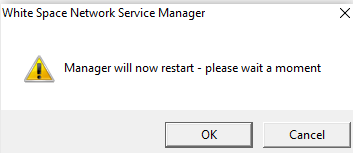 White Space Network Service Manager
Manager will now restart - please wait a moment
OK
Cancel